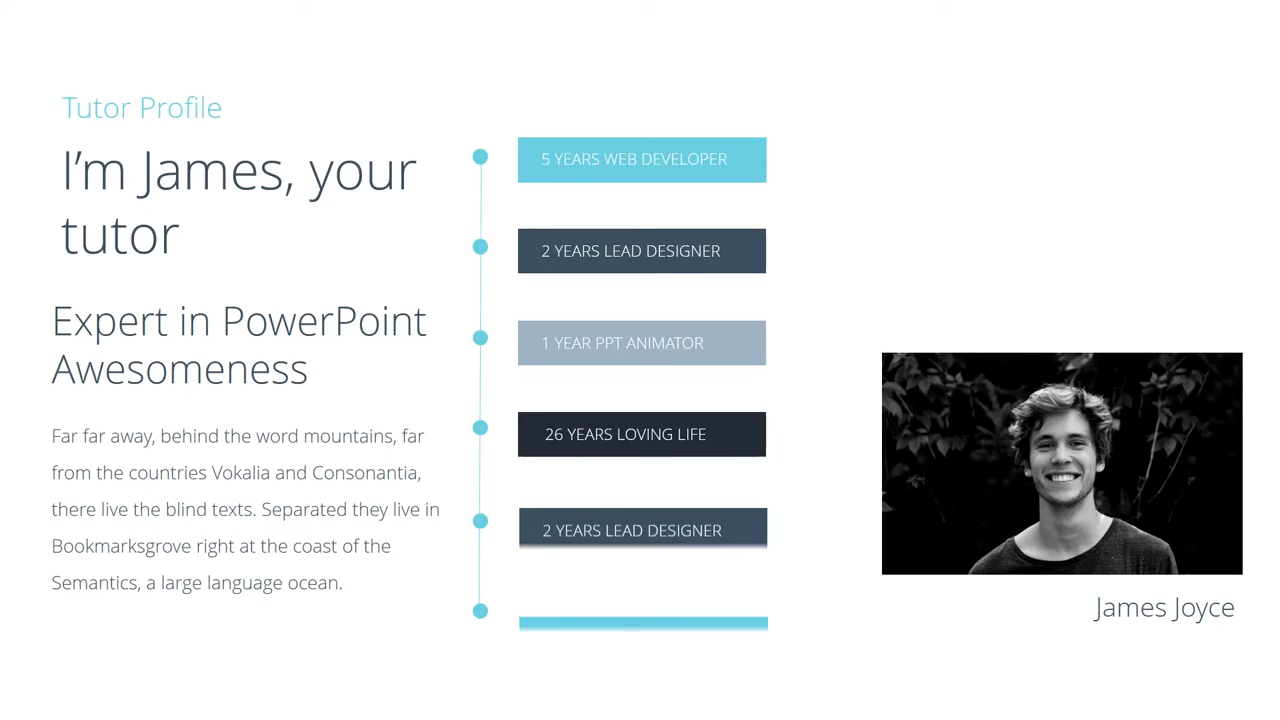 Tutor Profile
I’m James, your
tutor
Expert in PowerPoint
Awesomeness
Far far away, behind the word mountains, far
from the countries Vokalia and Consonantia,
there live the blind texts. Separated they live in
Bookmarksgrove right at the coast of the
Semantics, a large language ocean.
5 YEARS WEB DEVELOPER
2 YEARS LEAD DESIGNER
1 YEAR PPT ANIMATOR
26 YEARS LOVING LIFE
2 YEARS LEAD DESIGNER
James Joyce